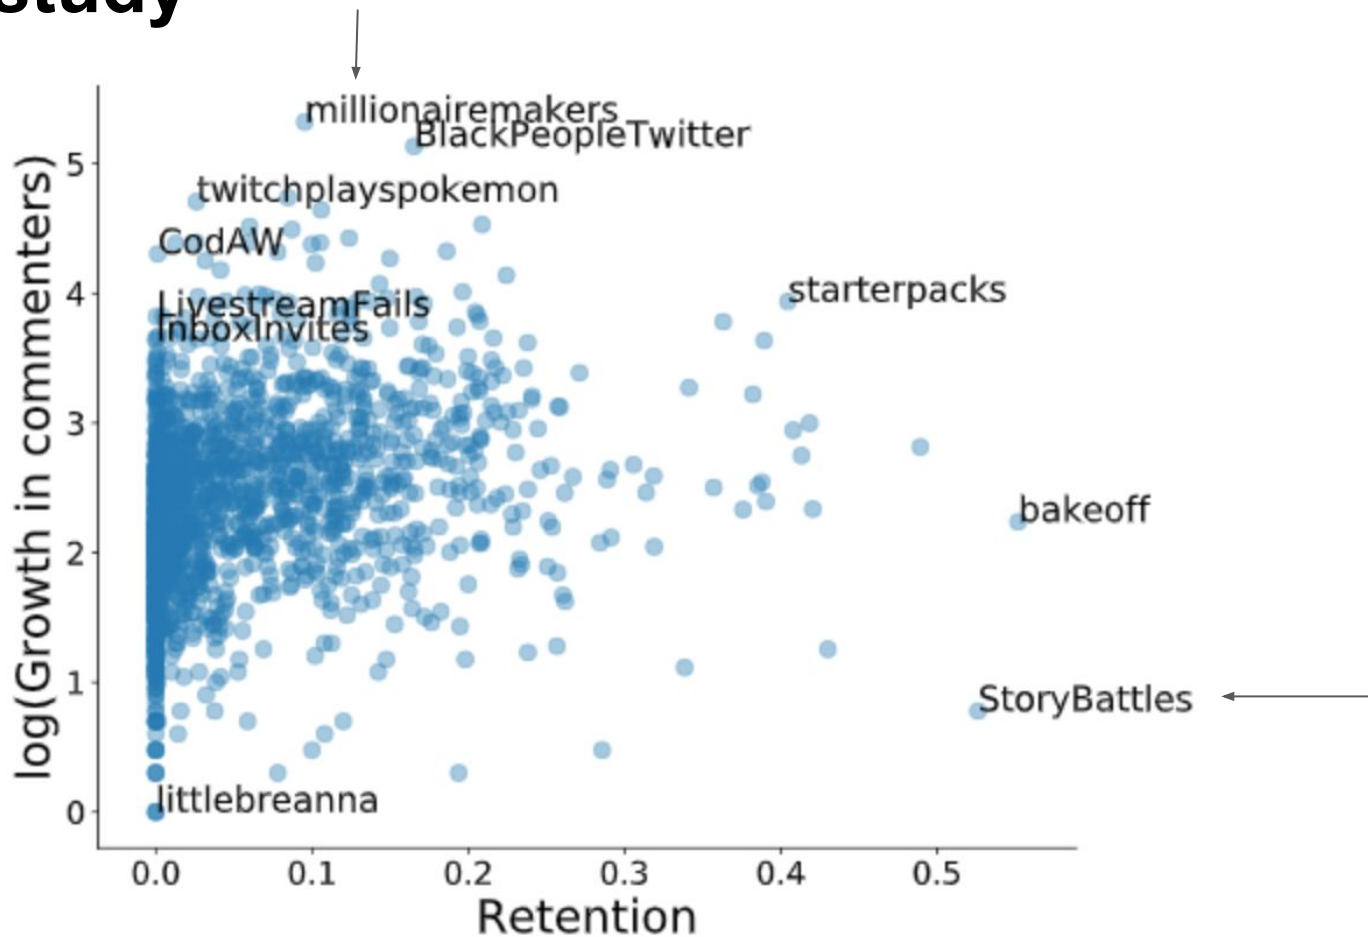 study
millionairemakers
BlackPeopleTwitter
5
twitchplayspokemon
CodAW
4
starterpacks
LivestreamFails
InboxInvites
3
log(Growth in commenters)
bakeoff
2
1
StoryBattles
littlebreanna
0
0.0 0.1 0.2 0.3 0.4 0.5
Retention